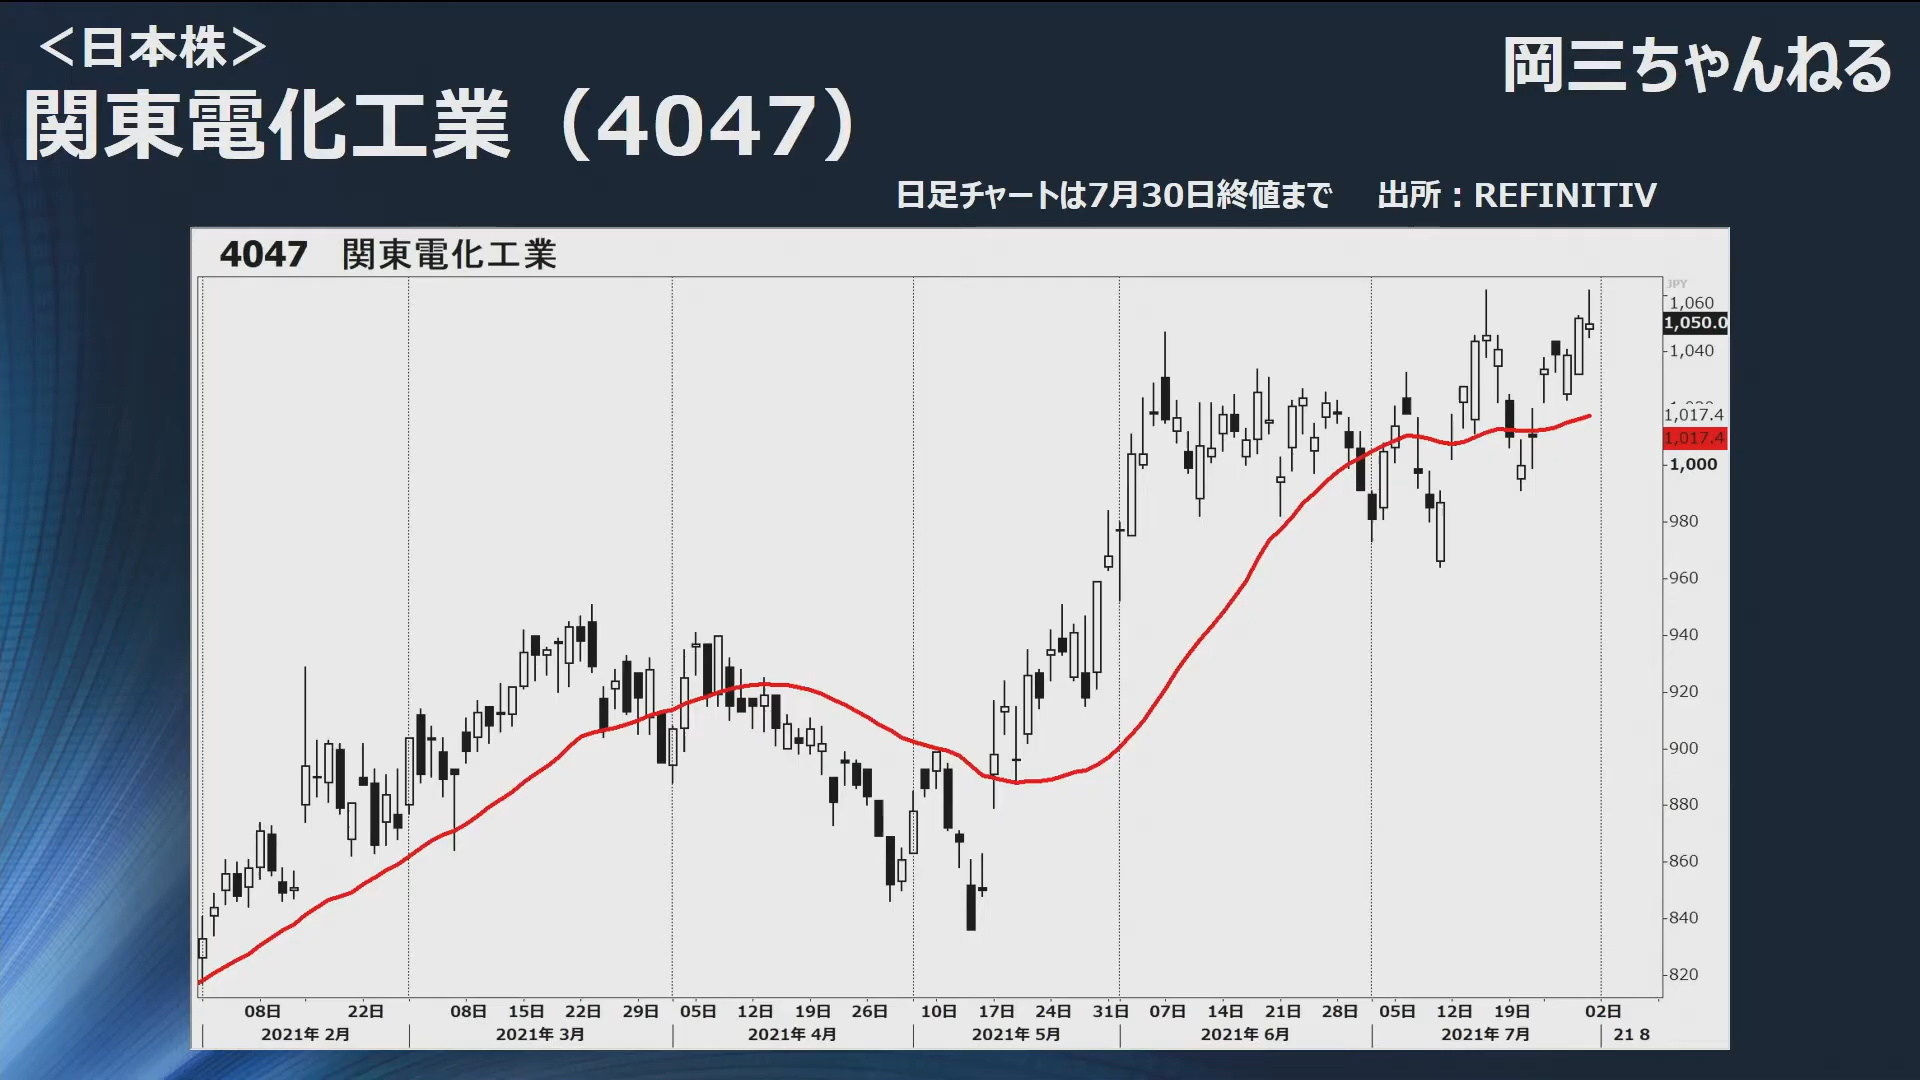 ＜日本株＞
岡三ちゃんねる
関東電化工業（4047）
日足チャートは7月30日終値まで 出所：REFINITIV
4047 関東電化工業
JPY
1,060
1,050.0
1,040
1,017.4
1,017.4
1,000
980
960
940
920
900
880
860
840
820
08日 22日 08日 15日 22日 29日 05日 12日 19日 26日 10日 17日 24日 31日 07日 14日 21日 28日 05日 12日 19日 02日
2021年 2月 2021年 3月 2021年 4月 2021年 5月 2021年 6月 2021年 7月 21 8